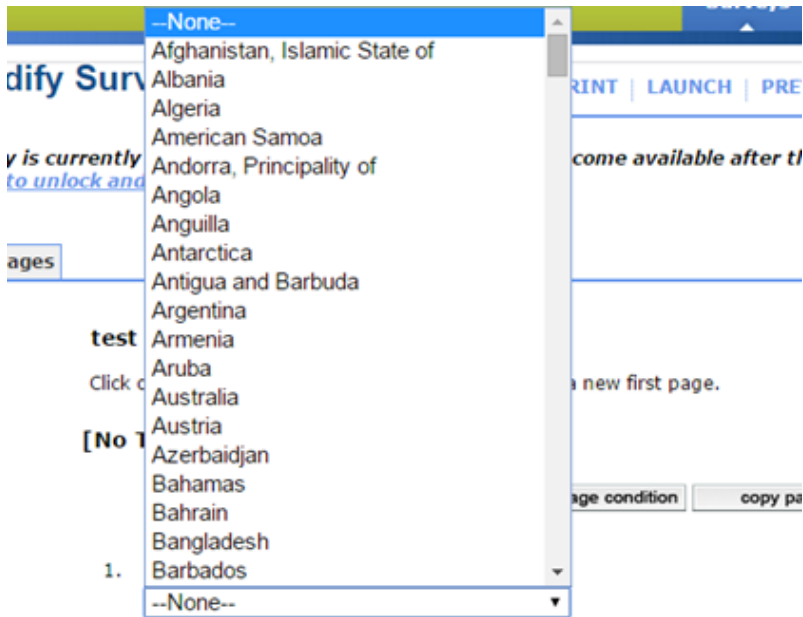 --None--
Afghanistan, Islamic State of
dify Surv
Albania
RINT | LAUNCH | PRE
Algeria
American Samoa
y is currently
Andorra, Principality of
come available after th
to unlock and
Angola
Anguilla
Antarctica
ages
Antigua and Barbuda
Argentina
test
Armenia
Aruba
Click
Australia
a new first page.
Austria
[No T
Azerbaidjan
Bahamas
age condition
copy pa
Bahrain
Bangladesh
1.
Barbados
--None--